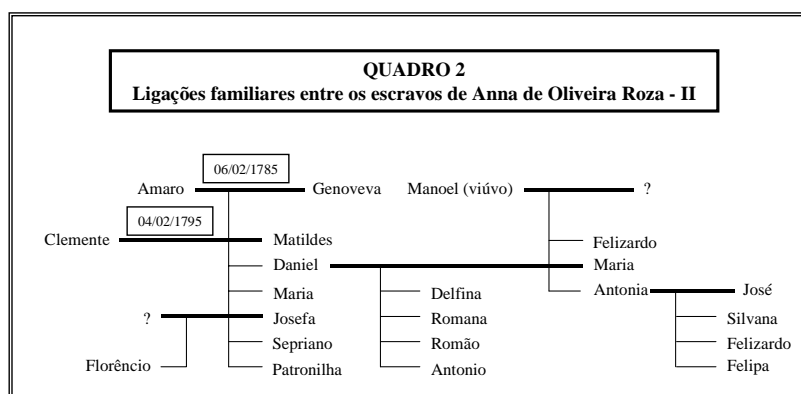 QUADRO 2
Ligações familiares entre os escravos de Anna de Oliveira Roza - II
06/02/1785
Amaro Genoveva Manoel (viúvo) ?
04/02/1795
Clemente Matildes Felizardo
Daniel Maria
Maria Delfina Antonia José
? Josefa Romana Silvana
Sepriano Romão Felizardo
Florêncio Patronilha Antonio Felipa